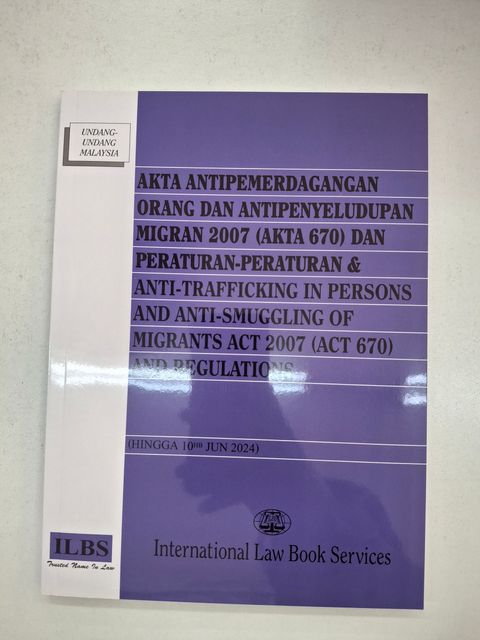 UNDANG-
UNDANG
MALAYSIA
AKTA ANTIPEMERDAGANGAN
ORANG DAN ANTIPENYELUDUPAN
MIGRAN 2007 (AKTA 670) DAN
PERATURAN-PERATURAN &
ANTI-TRAFFICKING IN PERSONS
AND ANTI-SMUGGLING OF
MIGRANTS ACT 2007 (ACT 670)
AND REGULATIONS
(HINGGA 10HB JUN 2024)
ILBS
Trusted Name In Law
International Law Book Services